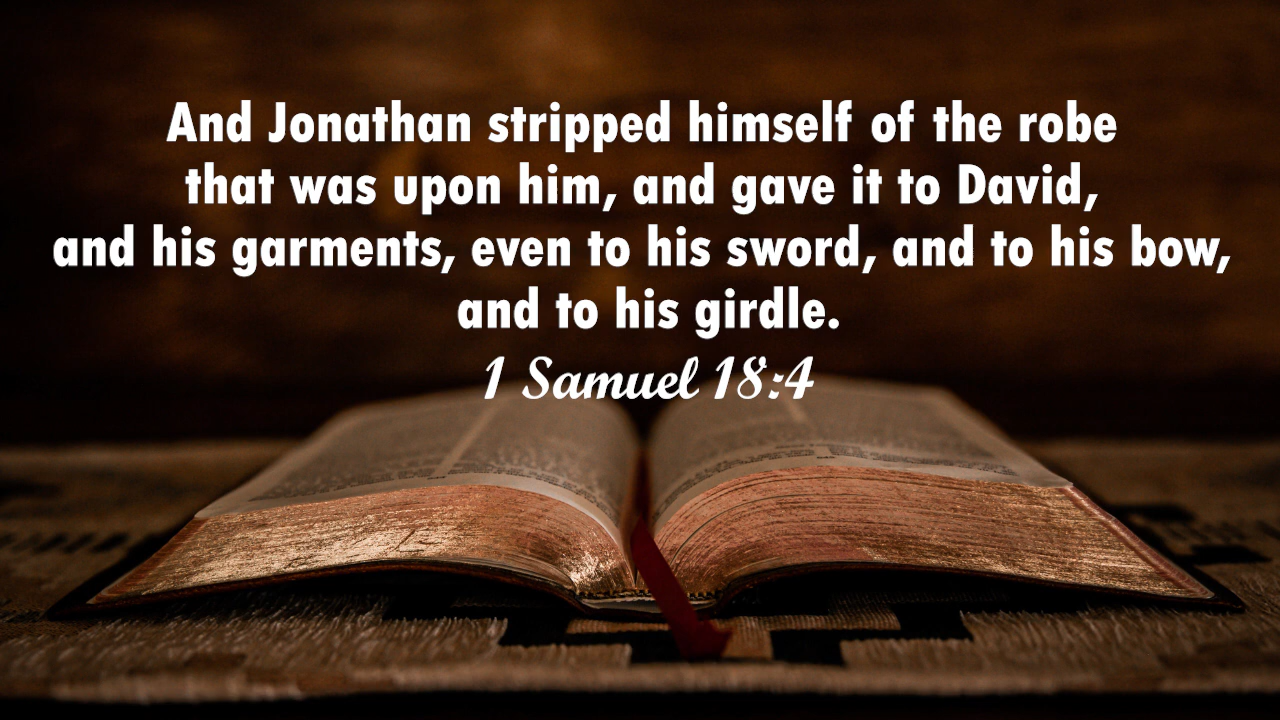 And Jonathan stripped himself of the robe
that was upon him, and gave it to David,
and his garments, even to his sword, and to his bow,
and to his girdle.
1 Samuel 18:4